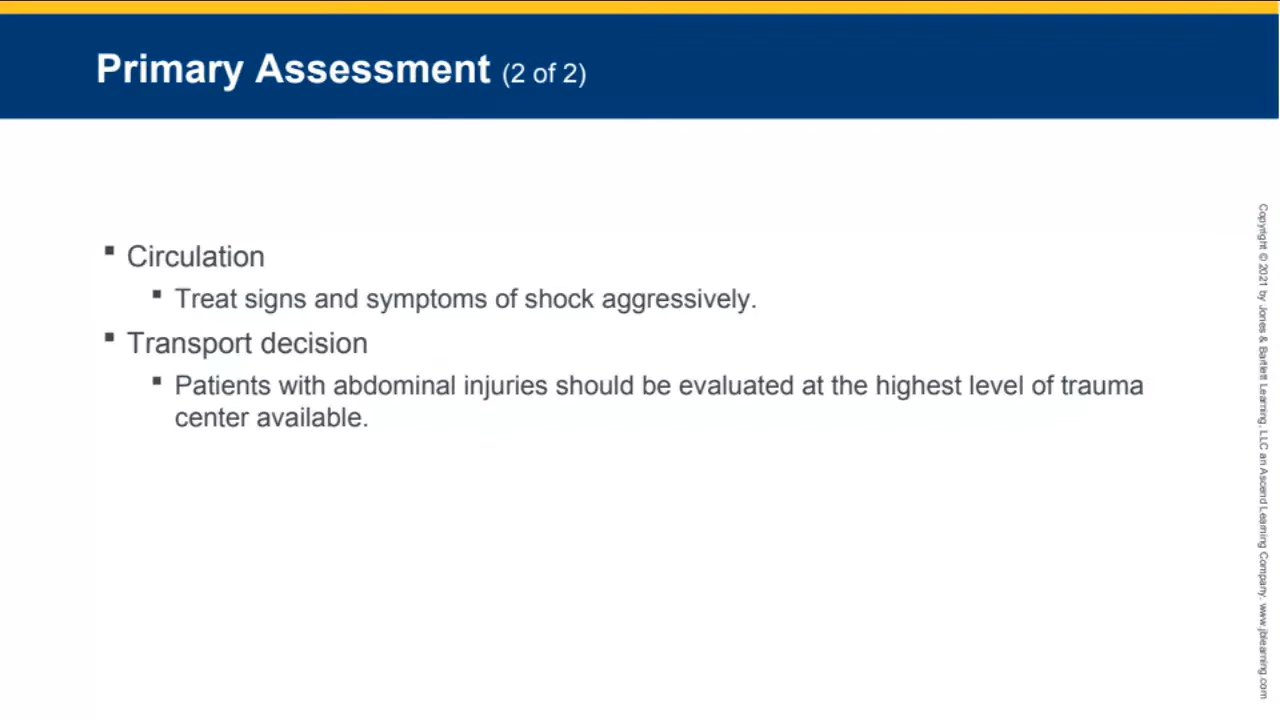 Primary Assessment (2 of 2)
▪ Circulation
▪ Treat signs and symptoms of shock aggressively.
▪ Transport decision
▪ Patients with abdominal injuries should be evaluated at the highest level of trauma
center available.
Copyright © 2021 by Jones & Bartlett Learning, LLC an Ascend Learning Company. www.jblearning.com